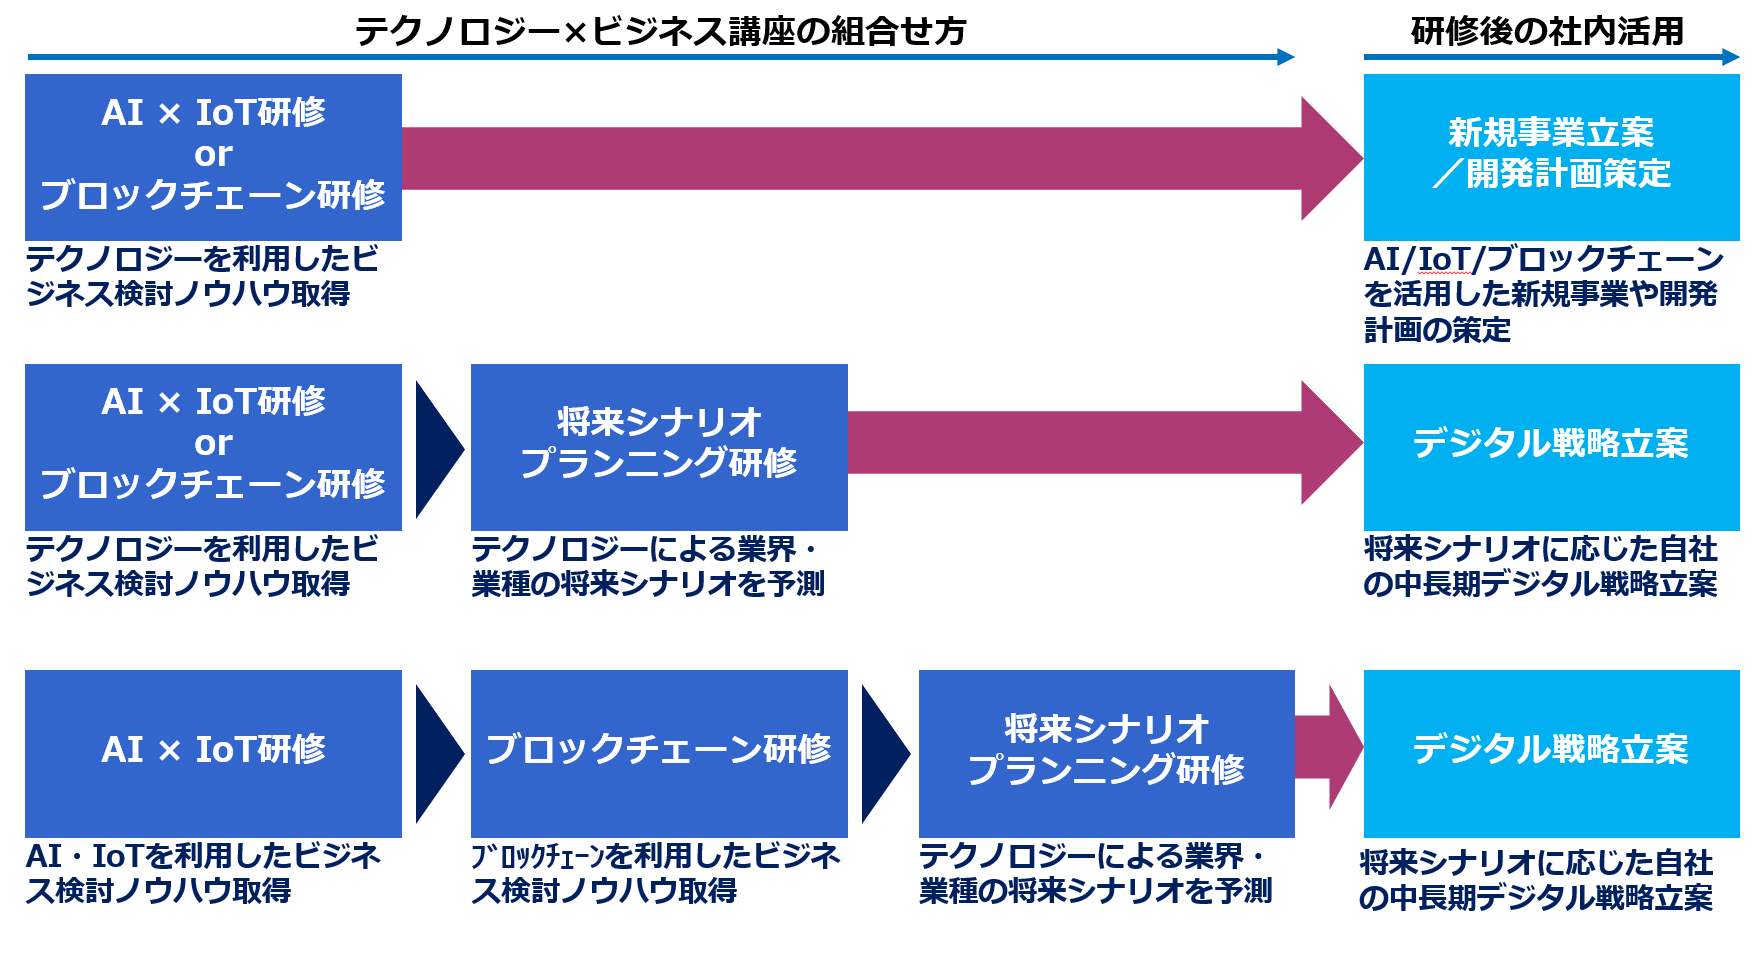 テクノロジー×ビジネス講座の組合せ方
研修後の社内活用
AI × IoT研修
or
ブロックチェーン研修
テクノロジーを利用したビ
ジネス検討ノウハウ取得
新規事業立案
／開発計画策定
AI/IoT/ブロックチェーン
を活用した新規事業や開発
計画の策定
AI × IoT研修
or
ブロックチェーン研修
テクノロジーを利用したビ
ジネス検討ノウハウ取得
将来シナリオ
プランニング研修
テクノロジーによる業界・
業種の将来シナリオを予測
デジタル戦略立案
将来シナリオに応じた自社
の中長期デジタル戦略立案
AI × IoT研修
AI・IoTを利用したビジネ
ス検討ノウハウ取得
ブロックチェーン研修
ﾌﾞﾛｯｸﾁｪｰﾝを利用したビジネ
ス検討ノウハウ取得
将来シナリオ
プランニング研修
テクノロジーによる業界・
業種の将来シナリオを予測
デジタル戦略立案
将来シナリオに応じた自社
の中長期デジタル戦略立案